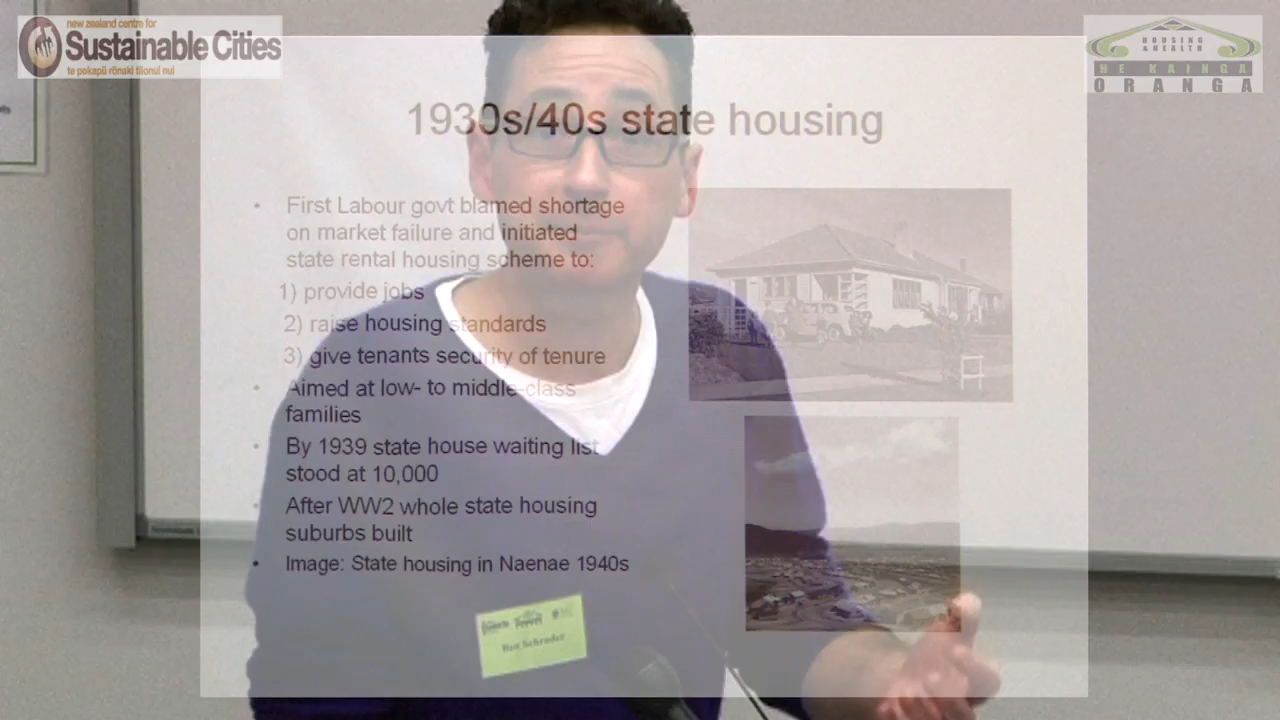 new zealand centre for
Sustainable Cities
te pokapū rōnaki tāonui nui
HOUSING
& HEALTH
HE KAINGA
ORANGA
1930s/40s state housing
• First Labour govt blamed shortage
on market failure and initiated
state rental housing scheme to:
1) provide jobs
2) raise housing standards
3) give tenants security of tenure
• Aimed at low- to middle-class
families
• By 1939 state house waiting list
stood at 10,000
• After WW2 whole state housing
suburbs built
• Image: State housing in Naenae 1940s
Ben Schrader